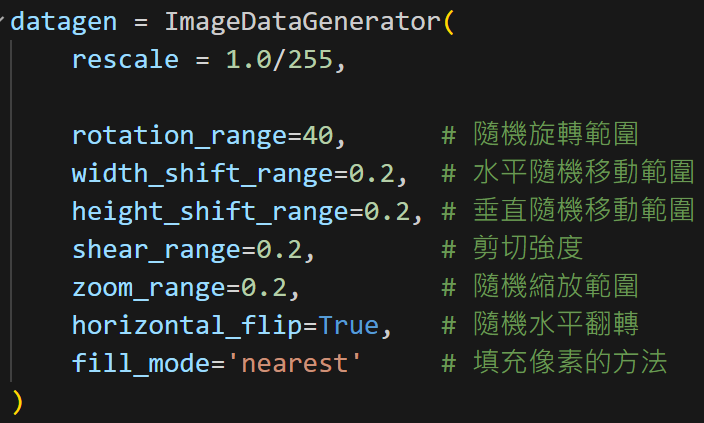 datagen = ImageDataGenerator(
    rescale = 1.0/255,

    rotation_range=40,      # 隨機旋轉範圍
    width_shift_range=0.2,  # 水平隨機移動範圍
    height_shift_range=0.2, # 垂直隨機移動範圍
    shear_range=0.2,        # 剪切強度
    zoom_range=0.2,         # 隨機縮放範圍
    horizontal_flip=True,   # 隨機水平翻轉
    fill_mode='nearest'     # 填充像素的方法
)